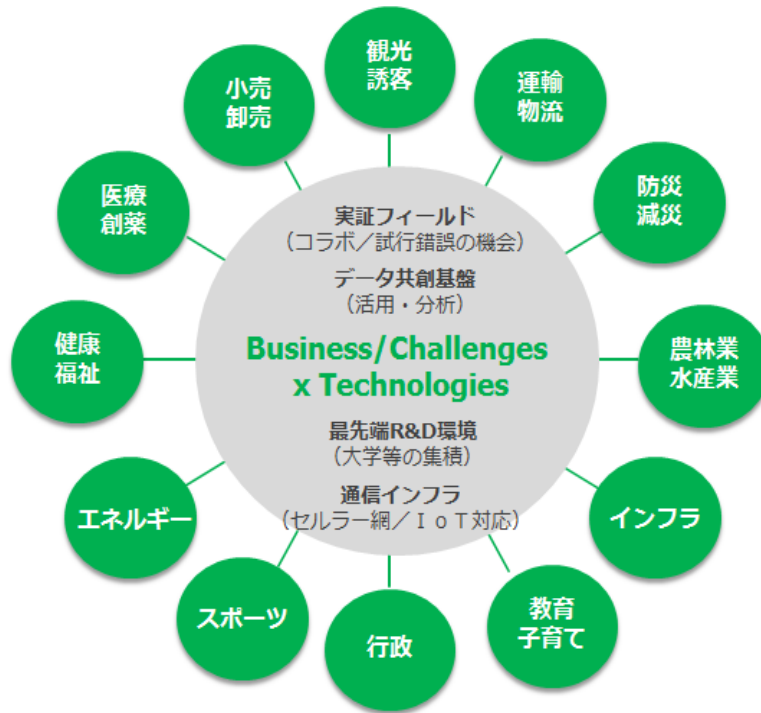 観光
誘客
運輸
物流
防災
減災
農林業
水産業
インフラ
教育
子育て
行政
スポーツ
エネルギー
健康
福祉
医療
創薬
小売
卸売
実証フィールド
（コラボ／試行錯誤の機会）
データ共創基盤
（活用・分析）
Business/Challenges
x Technologies
最先端R&D環境
（大学等の集積）
通信インフラ
（セルラー網／ＩｏＴ対応）